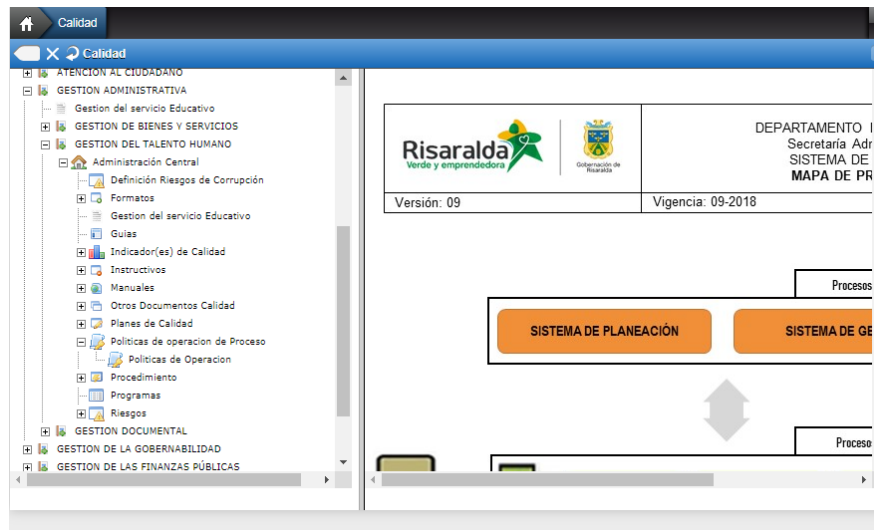 Calidad
Calidad
ATENCION AL CIUDADANO
GESTION ADMINISTRATIVA
Gestion del servicio Educativo
GESTION DE BIENES Y SERVICIOS
GESTION DEL TALENTO HUMANO
Administración Central
Definición Riesgos de Corrupción
Formatos
Gestion del servicio Educativo
Guias
Indicador(es) de Calidad
Instructivos
Manuales
Otros Documentos Calidad
Planes de Calidad
Politicas de operacion de Proceso
Politicas de Operacion
Procedimiento
Programas
Riesgos
GESTION DOCUMENTAL
GESTION DE LA GOBERNABILIDAD
GESTION DE LAS FINANZAS PÚBLICAS
Risaralda
Verde y emprendedora
Gobernación de
Risaralda
DEPARTAMENTO
Secretaría Adr
SISTEMA DE
MAPA DE PR
Versión: 09
Vigencia: 09-2018
Procesos
SISTEMA DE PLANEACIÓN
SISTEMA DE GE
Proceso